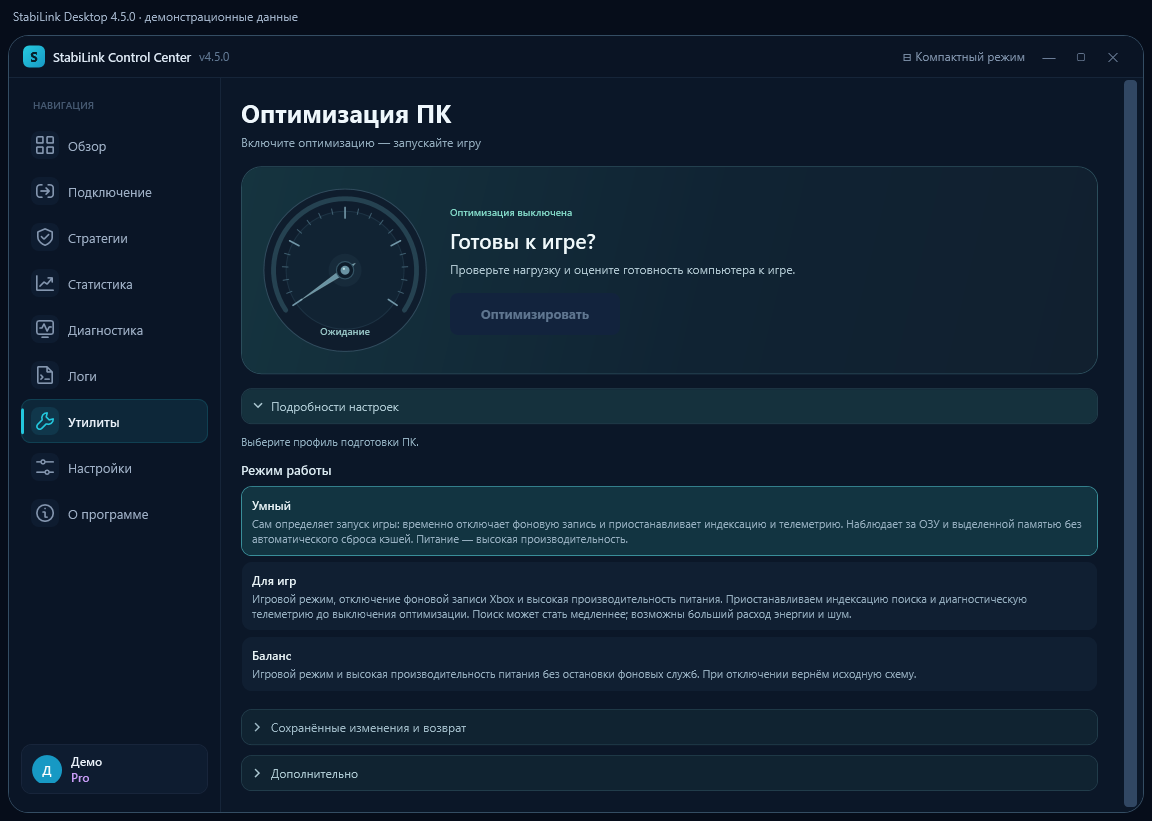 StabiLink Desktop 4.5.0 · демонстрационные данные
S StabiLink Control Center v4.5.0
Компактный режим
НАВИГАЦИЯ
Обзор
Подключение
Стратегии
Статистика
Диагностика
Логи
Утилиты
Настройки
О программе
Д
Демо
Pro
Оптимизация ПК
Включите оптимизацию — запускайте игру
Ожидание
Оптимизация выключена
Готовы к игре?
Проверьте нагрузку и оцените готовность компьютера к игре.
Оптимизировать
Подробности настроек
Выберите профиль подготовки ПК.
Режим работы
Умный
Сам определяет запуск игры: временно отключает фоновую запись и приостанавливает индексацию и телеметрию. Наблюдает за ОЗУ и выделенной памятью без
автоматического сброса кэшей. Питание — высокая производительность.
Для игр
Игровой режим, отключение фоновой записи Xbox и высокая производительность питания. Приостанавливаем индексацию поиска и диагностическую
телеметрию до выключения оптимизации. Поиск может стать медленнее; возможны больший расход энергии и шум.
Баланс
Игровой режим и высокая производительность питания без остановки фоновых служб. При отключении вернём исходную схему.
Сохранённые изменения и возврат
Дополнительно